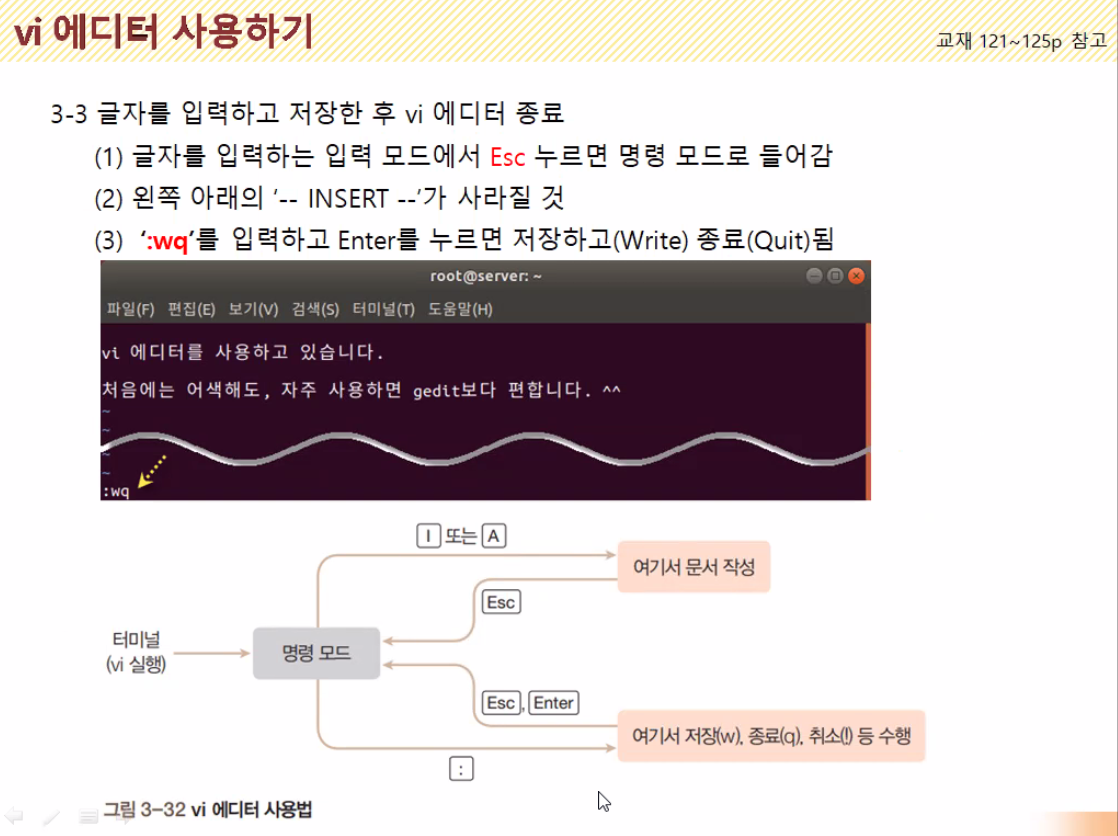 vi 에디터 사용하기
교재 121~125p 참고
3-3 글자를 입력하고 저장한 후 vi 에디터 종료
(1) 글자를 입력하는 입력 모드에서 Esc 누르면 명령 모드로 들어감
(2) 왼쪽 아래의 '-- INSERT --'가 사라질 것
(3) ':wq'를 입력하고 Enter를 누르면 저장하고(Write) 종료(Quit)됨
root@server: ~
파일(F) 편집(E) 보기(V) 검색(S) 터미널(T) 도움말(H)
vi 에디터를 사용하고 있습니다.
처음에는 어색해도, 자주 사용하면 gedit보다 편합니다. ^^
~
~
~
~
:wq
I 또는 A
여기서 문서 작성
Esc
터미널
(vi 실행)
명령 모드
Esc, Enter
여기서 저장(w), 종료(q), 취소(!) 등 수행
:
그림 3-32 vi 에디터 사용법